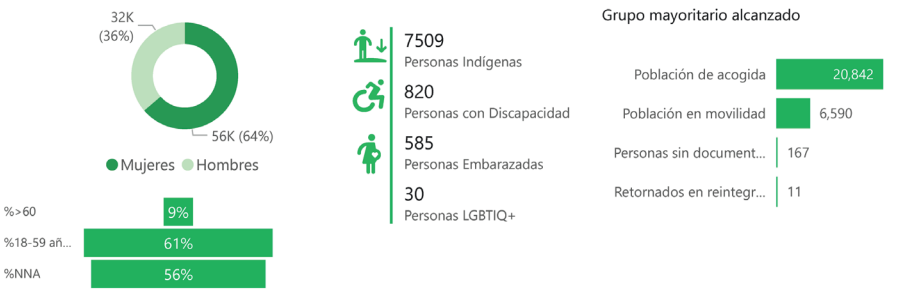 32K
(36%)
56K (64%)
Mujeres
Hombres
%>60
9%
%18-59 añ...
61%
%NNA
56%
7509
Personas Indígenas
820
Personas con Discapacidad
585
Personas Embarazadas
30
Personas LGBTIQ+
Grupo mayoritario alcanzado
Población de acogida
20,842
Población en movilidad
6,590
Personas sin document...
167
Retornados en reintegr...
11